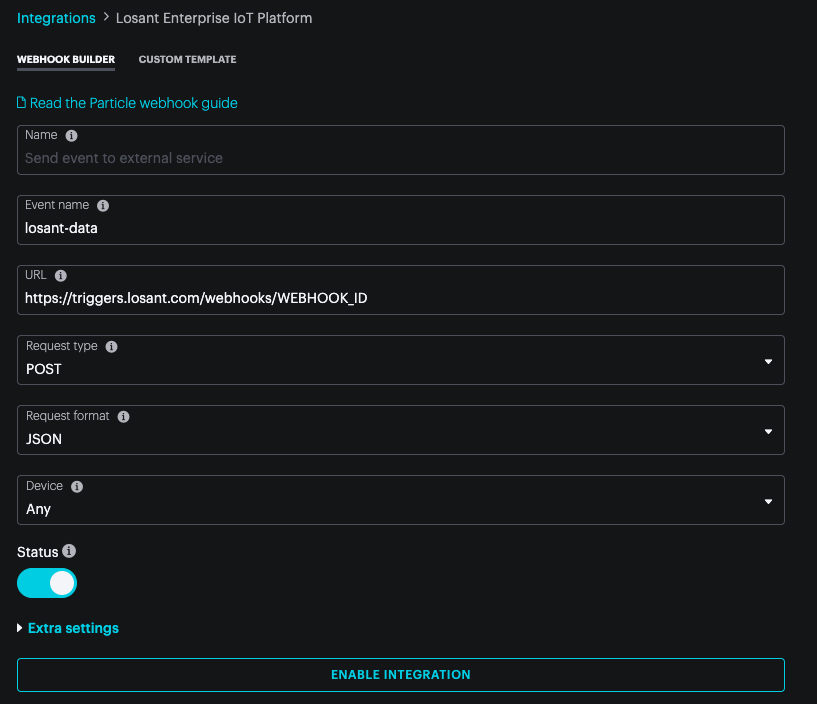 Integrations > Losant Enterprise IoT Platform
WEBHOOK BUILDER CUSTOM TEMPLATE
Read the Particle webhook guide
Name
Send event to external service
Event name
losant-data
URL
https://triggers.losant.com/webhooks/WEBHOOK_ID
Request type
POST
Request format
JSON
Device
Any
Status
Extra settings
ENABLE INTEGRATION